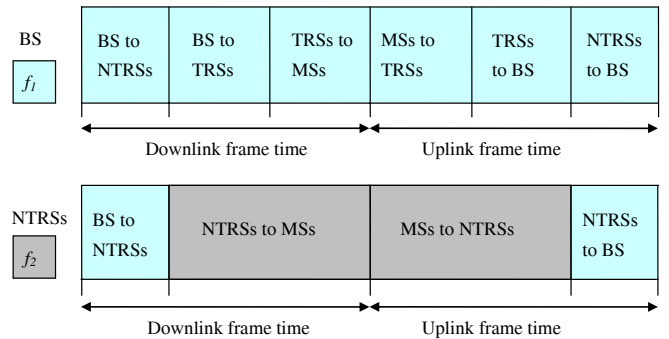 BS
f1
BS to
NTRSs
BS to
TRSs
TRSs to
MSs
MSs to
TRSs
TRSs
to BS
NTRSs
to BS
Downlink frame time
Uplink frame time
NTRSs
f2
BS to
NTRSs
NTRSs to MSs
MSs to NTRSs
NTRSs
to BS
Downlink frame time
Uplink frame time